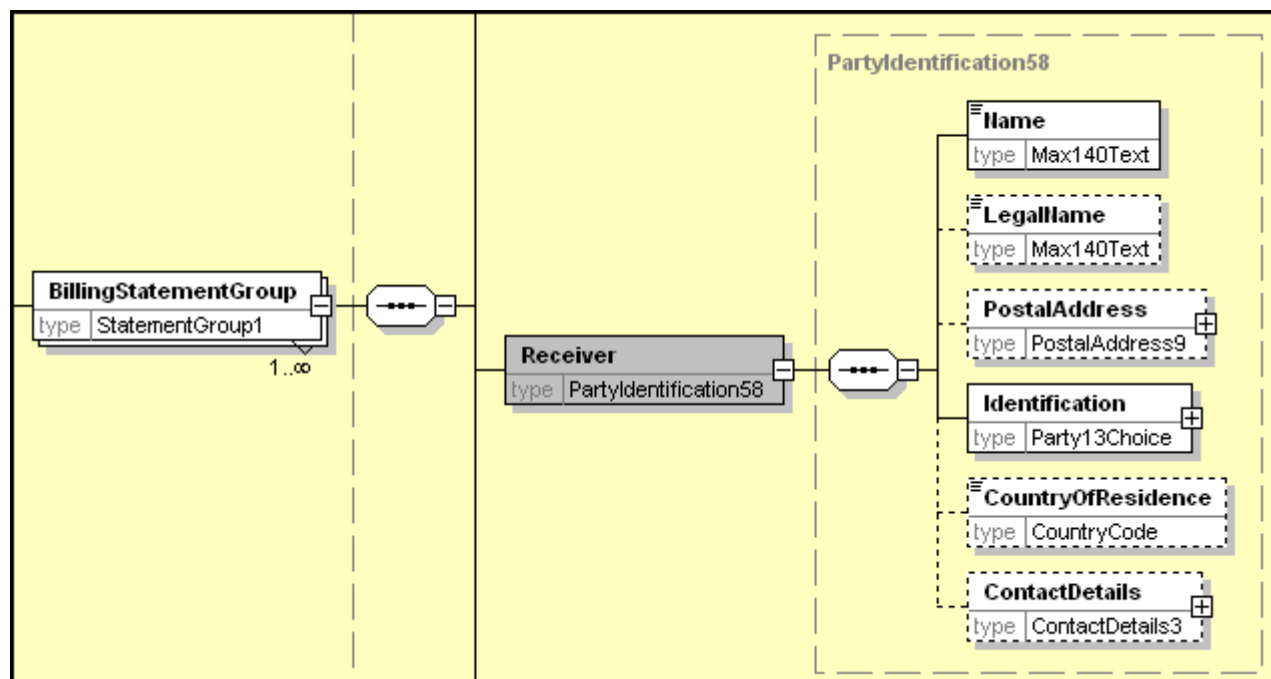 PartyIdentification58
Name
type Max140Text
LegalName
type Max140Text
BillingStatementGroup
type StatementGroup1
1..∞
PostalAddress
type PostalAddress9
Receiver
type PartyIdentification58
Identification
type Party13Choice
CountryOfResidence
type CountryCode
ContactDetails
type ContactDetails3